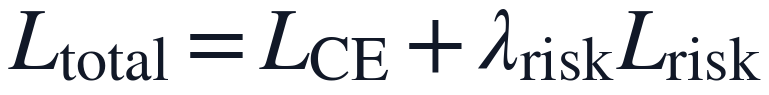 L_total = L_CE + λ_risk L_risk